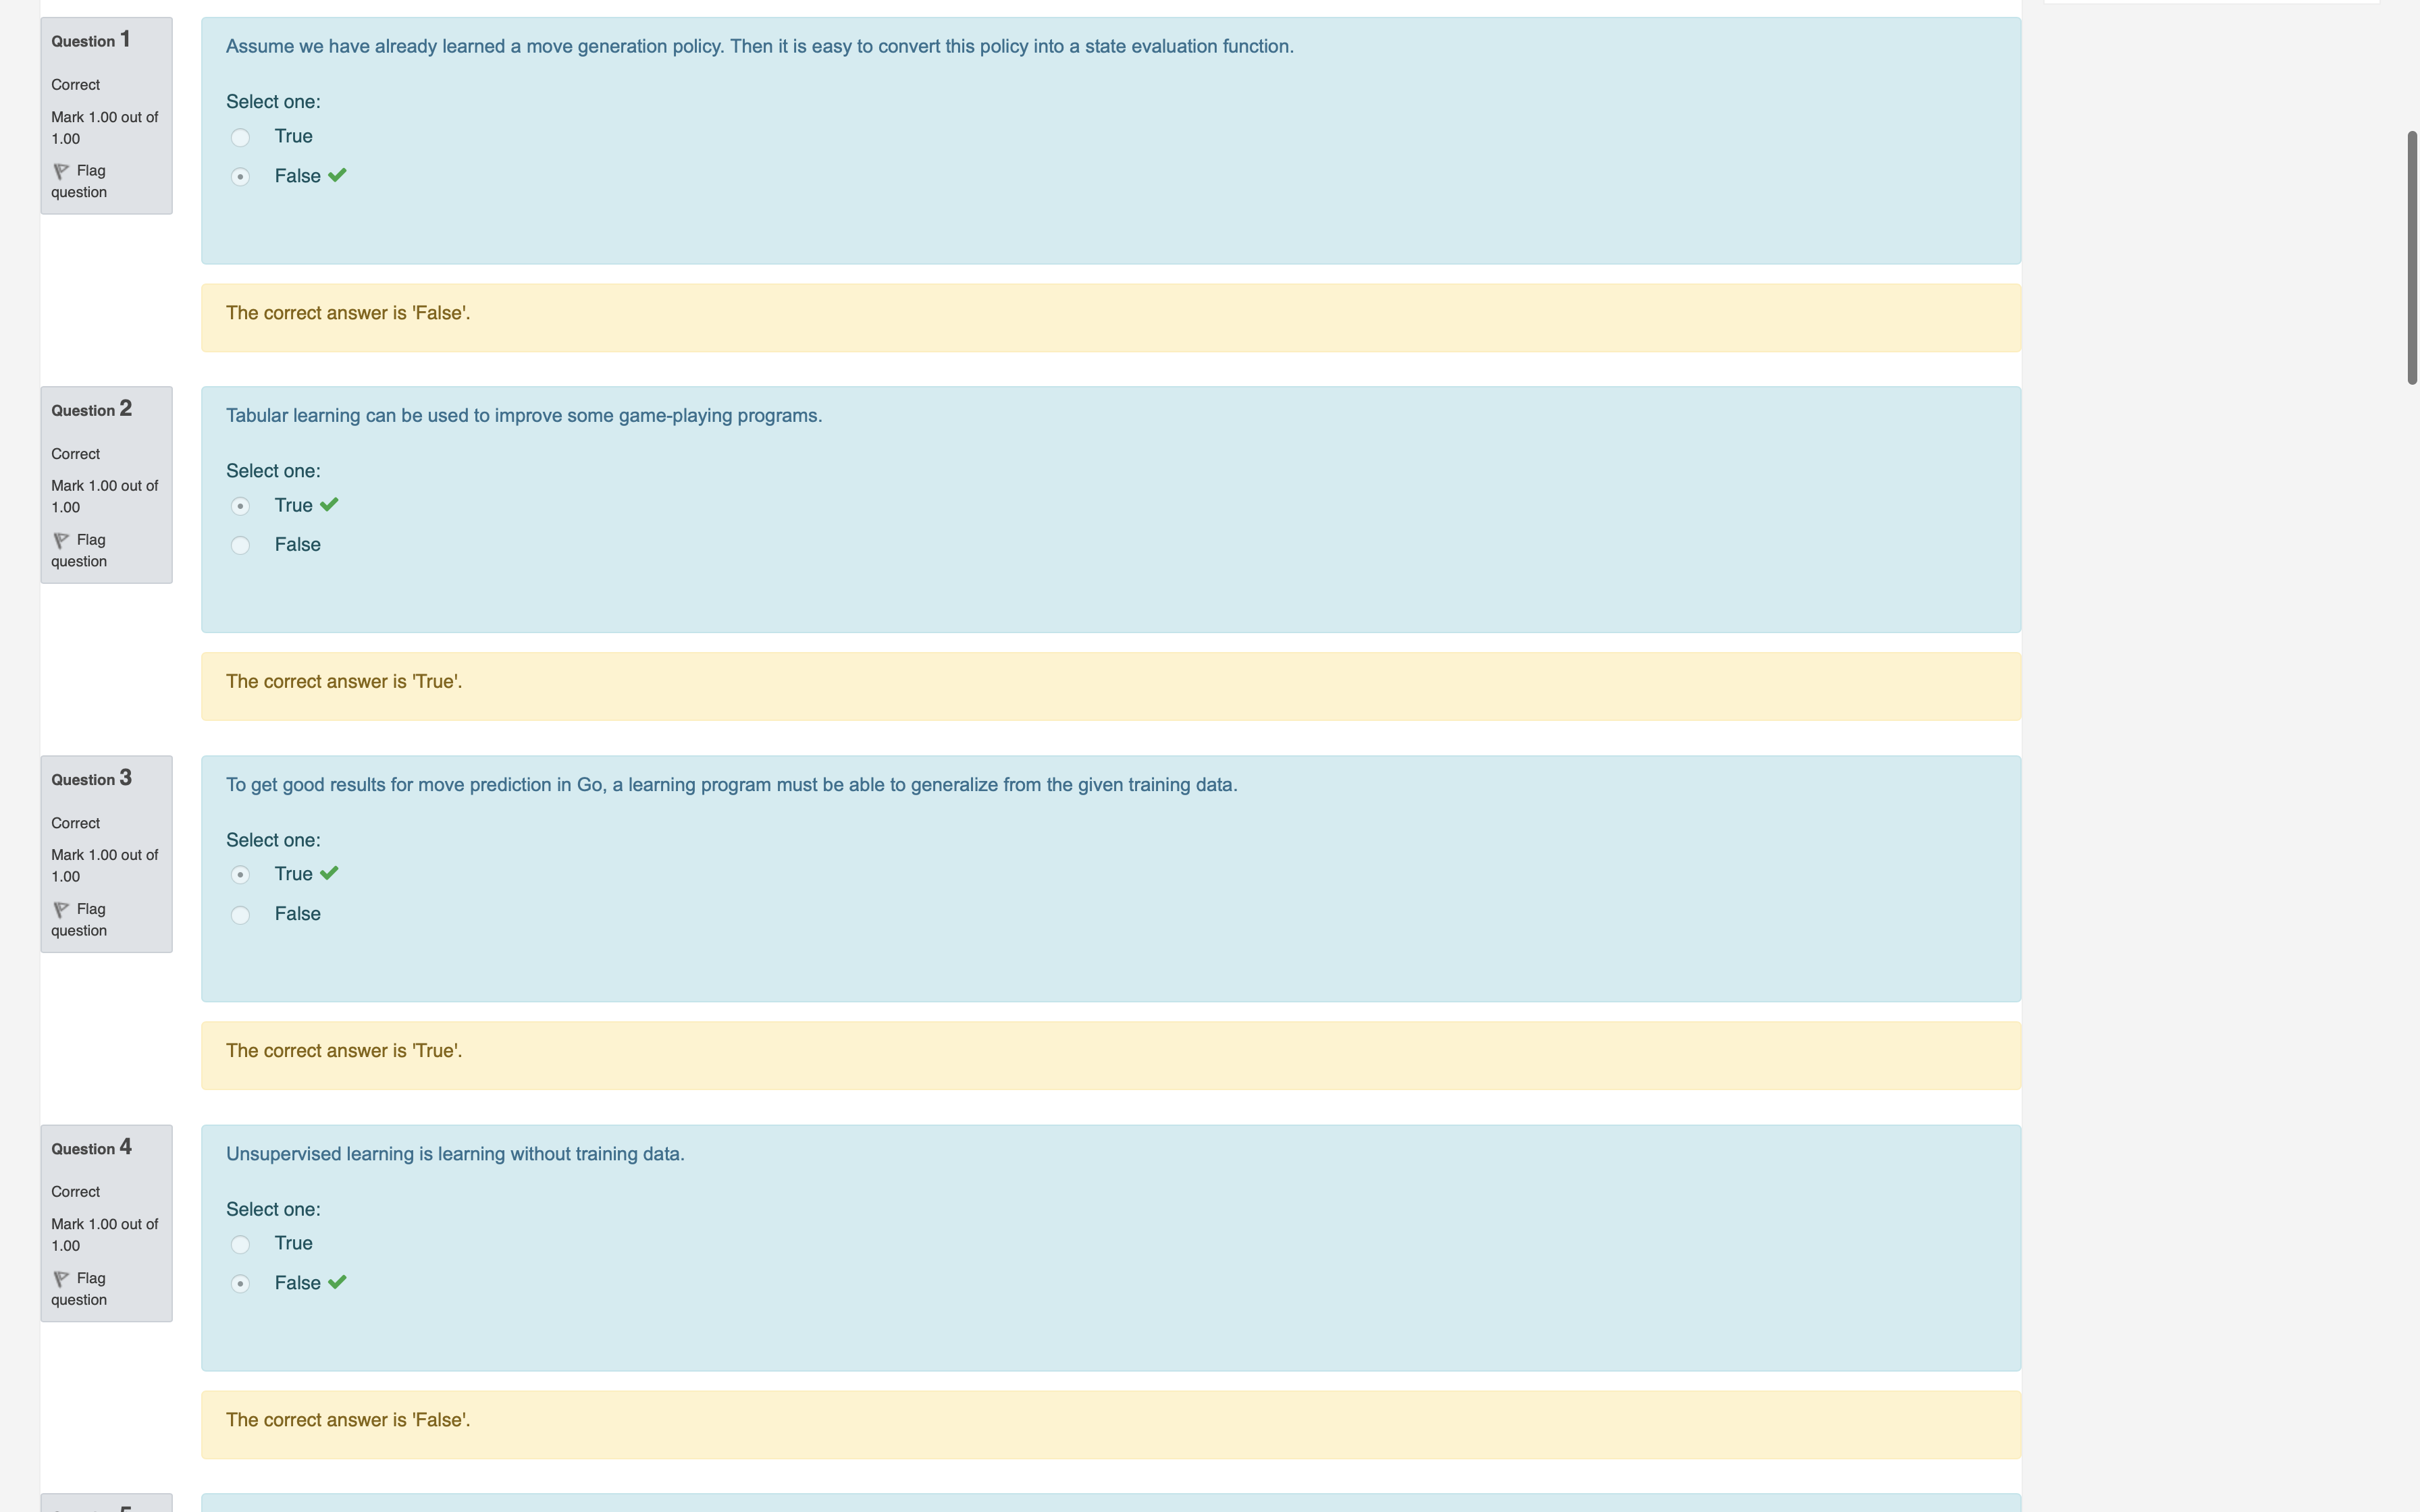 Question 1
Correct
Mark 1.00 out of
1.00
Flag
question
Assume we have already learned a move generation policy. Then it is easy to convert this policy into a state evaluation function.
Select one:
True
False
The correct answer is 'False'.
Question 2
Correct
Mark 1.00 out of
1.00
Flag
question
Tabular learning can be used to improve some game-playing programs.
Select one:
True
False
The correct answer is 'True'.
Question 3
Correct
Mark 1.00 out of
1.00
Flag
question
To get good results for move prediction in Go, a learning program must be able to generalize from the given training data.
Select one:
True
False
The correct answer is 'True'.
Question 4
Correct
Mark 1.00 out of
1.00
Flag
question
Unsupervised learning is learning without training data.
Select one:
True
False
The correct answer is 'False'.